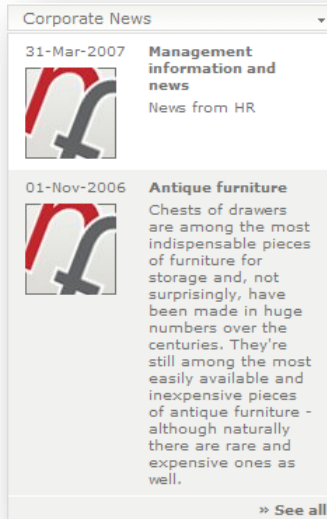 Corporate News
31-Mar-2007
Management
information and
news
News from HR
01-Nov-2006
Antique furniture
Chests of drawers
are among the most
indispensable pieces
of furniture for
storage and, not
surprisingly, have
been made in huge
numbers over the
centuries. They're
still among the most
easily available and
inexpensive pieces
of antique furniture -
although naturally
there are rare and
expensive ones as
well.
» See all